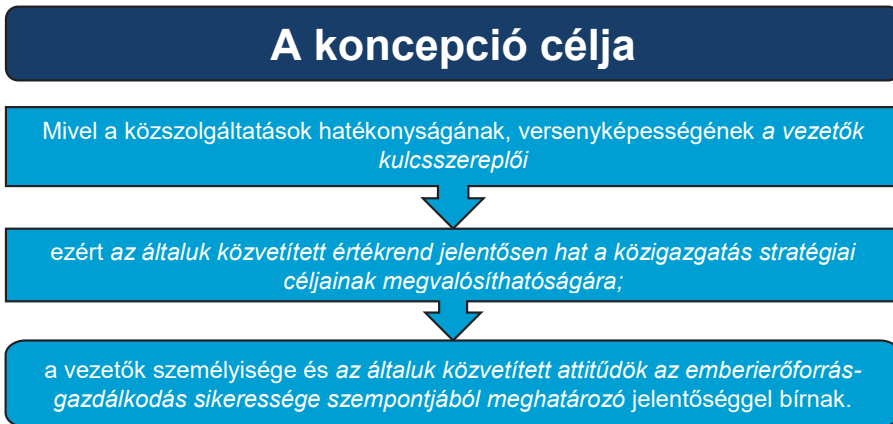 A koncepció célja
Mivel a közszolgáltatások hatékonyságának, versenyképességének a vezetők
kulcsszereplői
ezért az általuk közvetített értékrend jelentősen hat a közigazgatás stratégiai
céljainak megvalósíthatóságára;
a vezetők személyisége és az általuk közvetített attitűdök az emberierőforrás-
gazdálkodás sikeressége szempontjából meghatározó jelentőséggel bírnak.